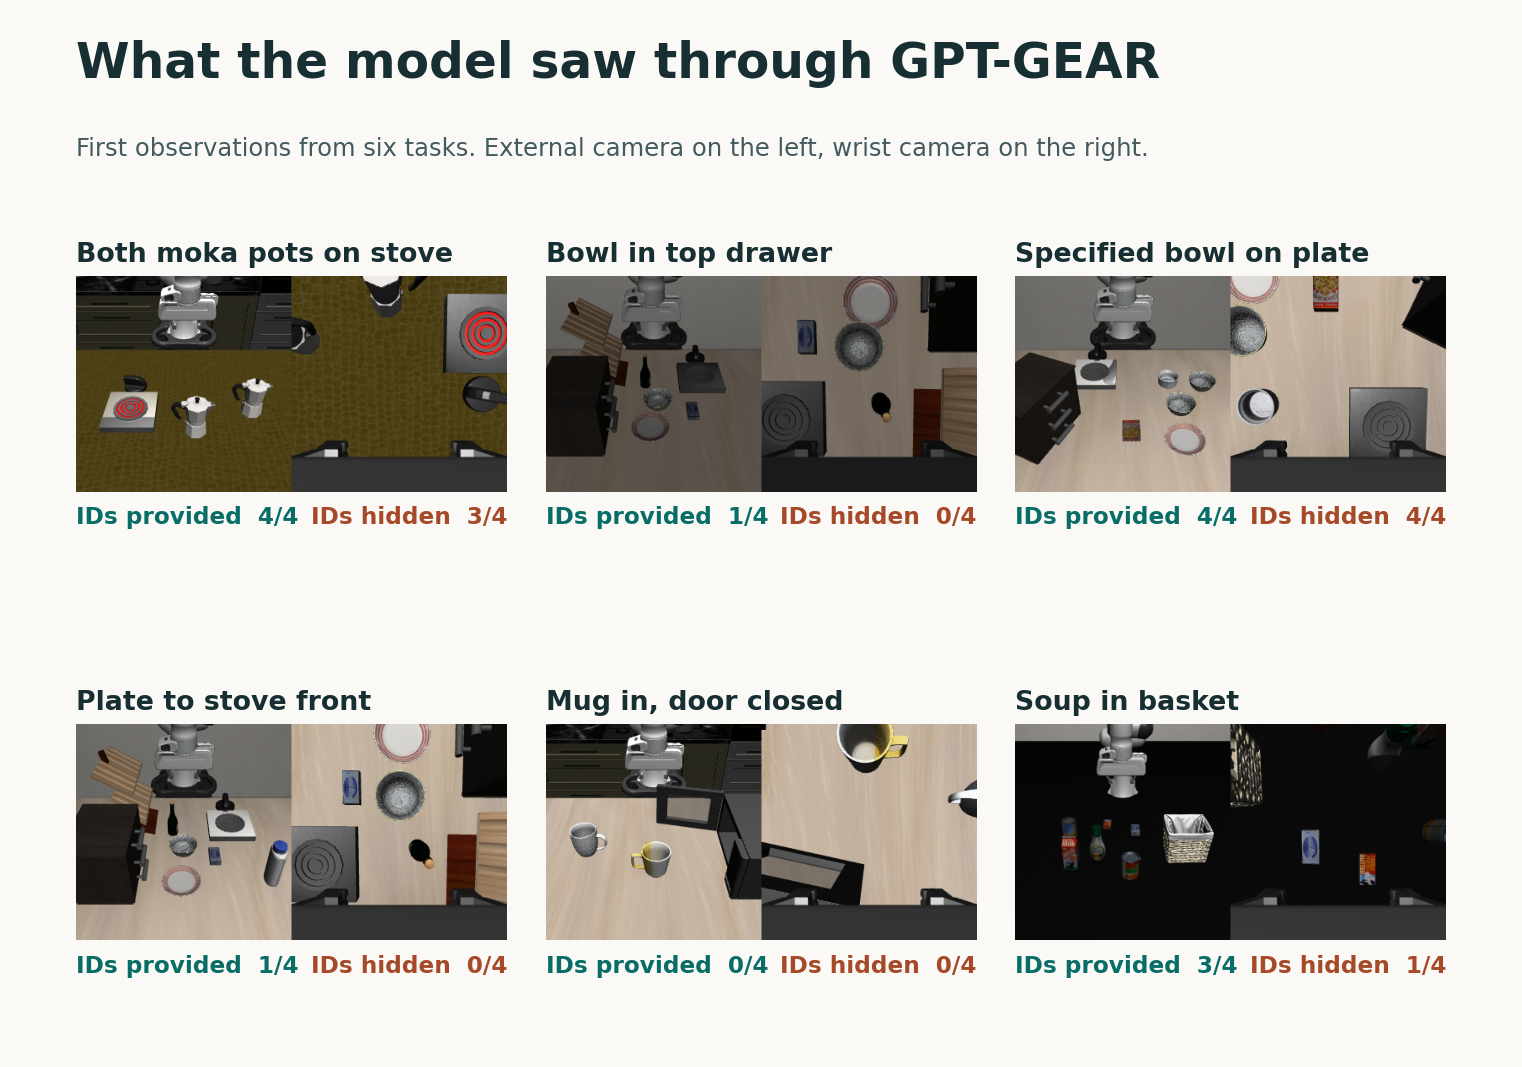 What the model saw through GPT-GEAR
First observations from six tasks. External camera on the left, wrist camera on the right.
Both moka pots on stove
IDs provided 4/4 IDs hidden 3/4
Bowl in top drawer
IDs provided 1/4 IDs hidden 0/4
Specified bowl on plate
IDs provided 4/4 IDs hidden 4/4
Plate to stove front
IDs provided 1/4 IDs hidden 0/4
Mug in, door closed
IDs provided 0/4 IDs hidden 0/4
Soup in basket
IDs provided 3/4 IDs hidden 1/4